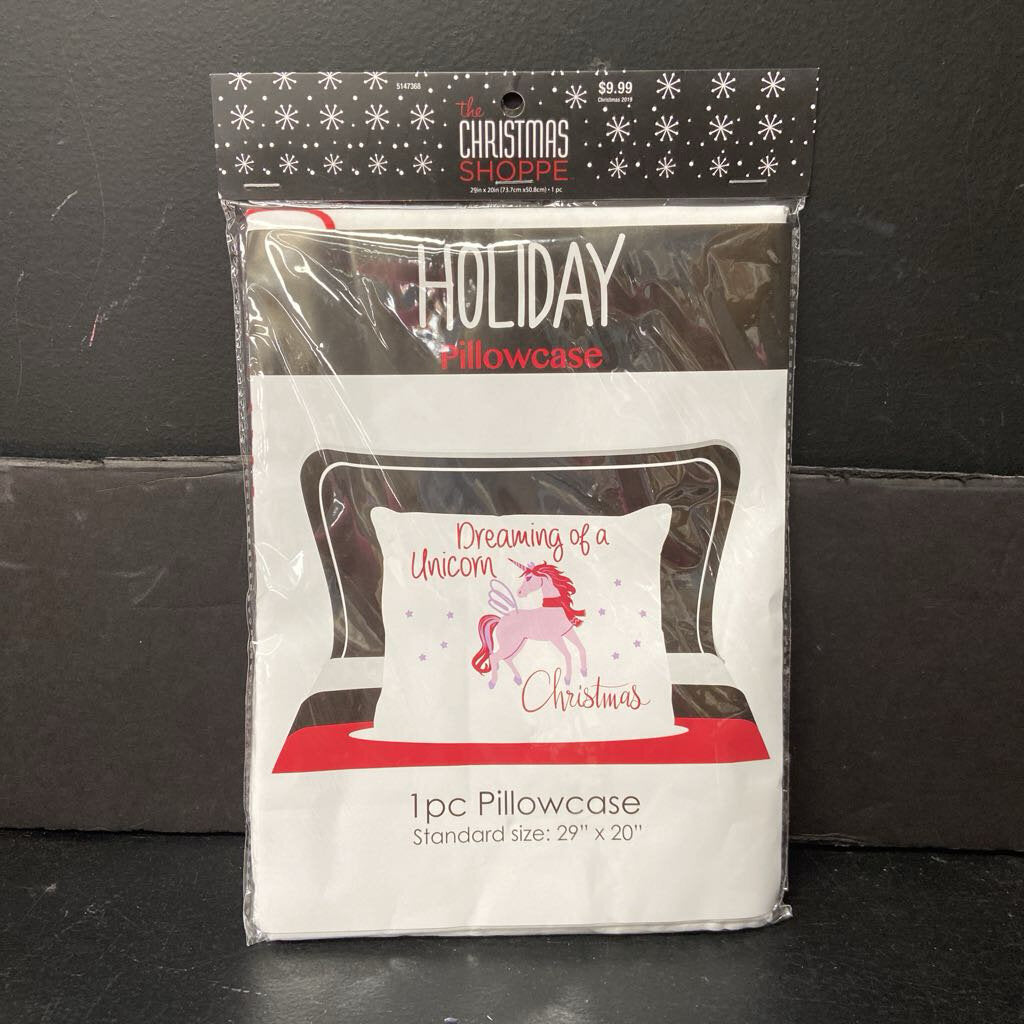 5147368
$9.99
Christmas 2019
the
CHRISTMAS
SHOPPE
29in x 20in (73.7cm x50.8cm) • 1 pc
HOLIDAY
Pillowcase
Dreaming of a
Unicorn
Christmas
1pc Pillowcase
Standard size: 29” x 20”